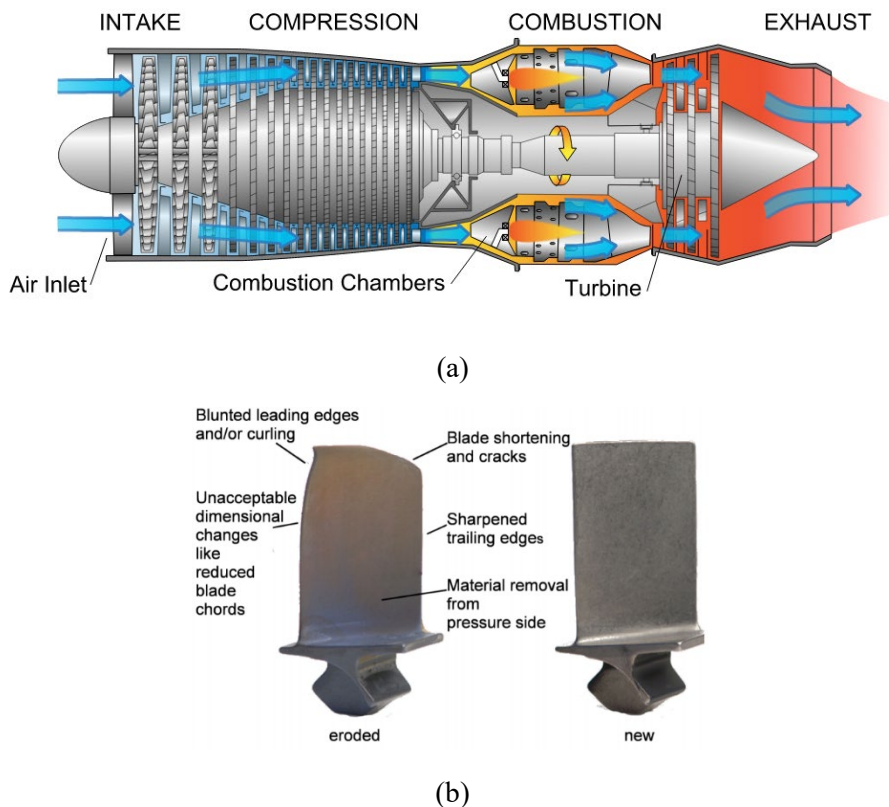 INTAKE COMPRESSION COMBUSTION EXHAUST
Air Inlet
Combustion Chambers
Turbine
(a)
Blunted leading edges
and/or curling
Blade shortening
and cracks
Unacceptable
dimensional
changes
like
reduced
blade
chords
Sharpened
trailing edges
Material removal
from
pressure side
eroded
new
(b)